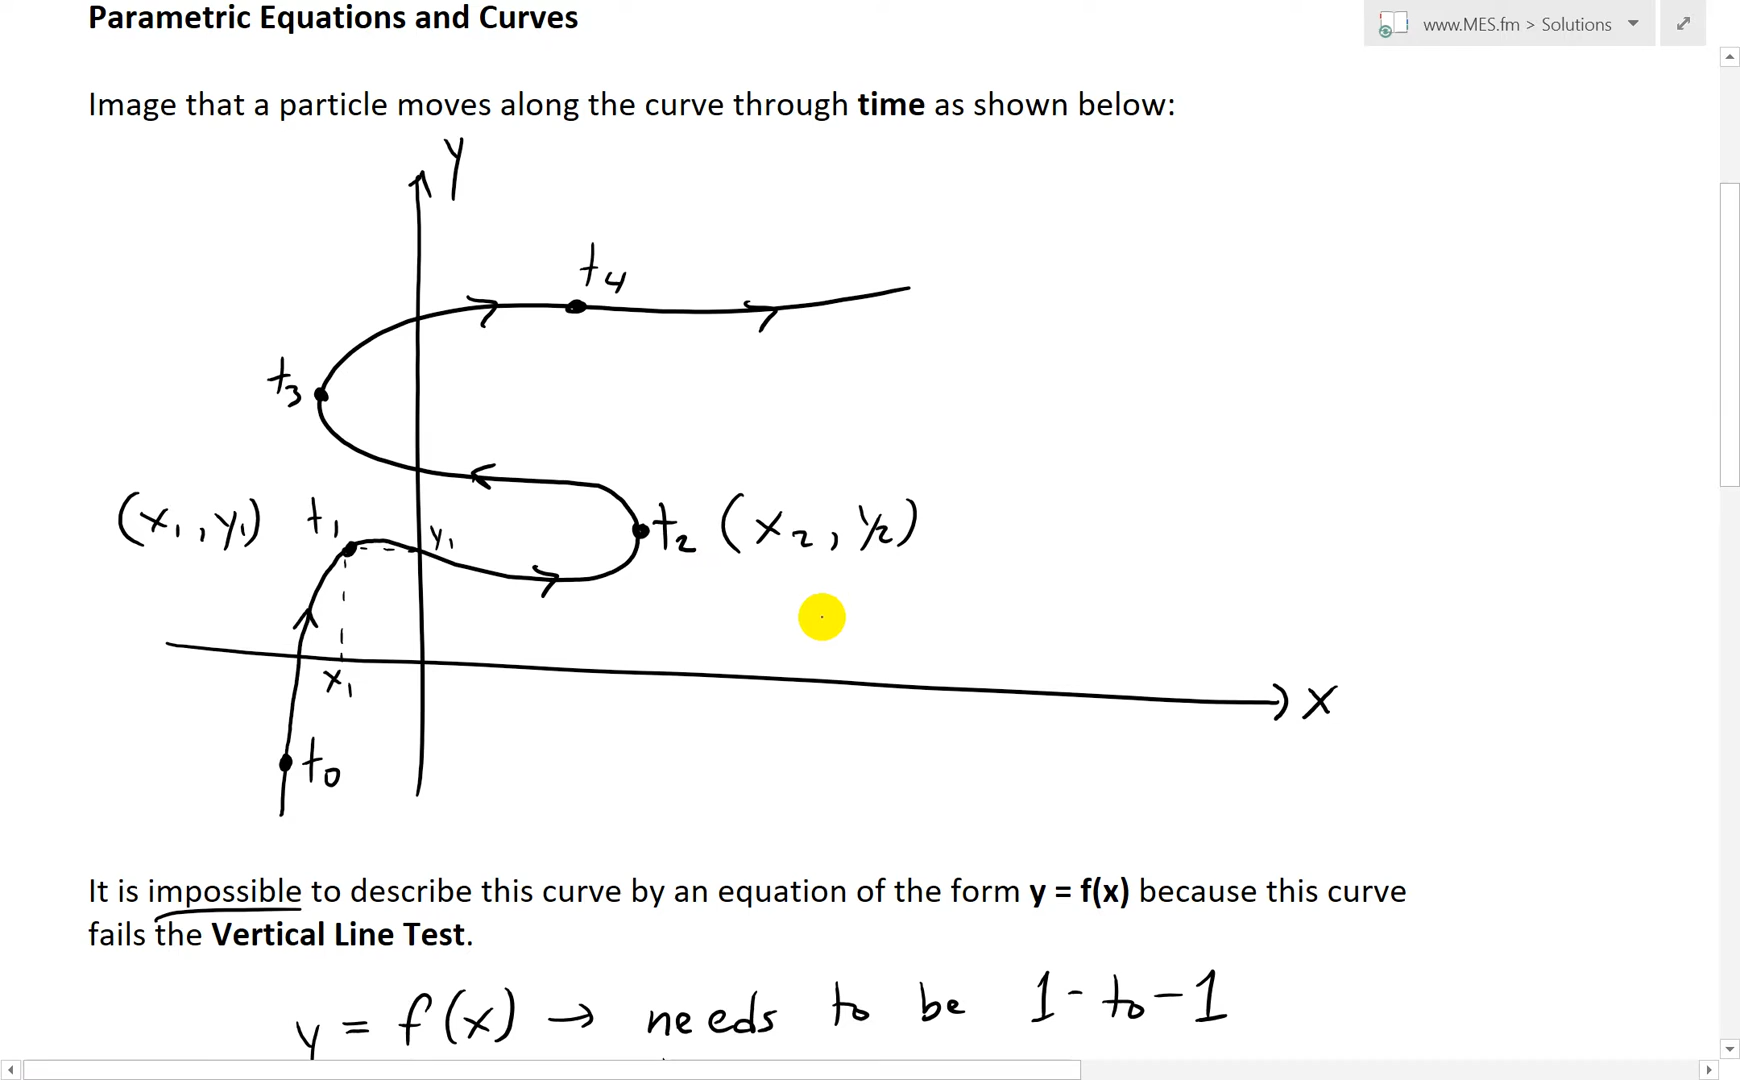 Parametric Equations and Curves
www.MES.fm > Solutions
Image that a particle moves along the curve through time as shown below:
y
t4
t3
(x1, y1) t1
y1
t2 (x2, y2)
x1
x
t0
It is impossible to describe this curve by an equation of the form y = f(x) because this curve
fails the Vertical Line Test.
y = f(x) → needs to be 1-to-1